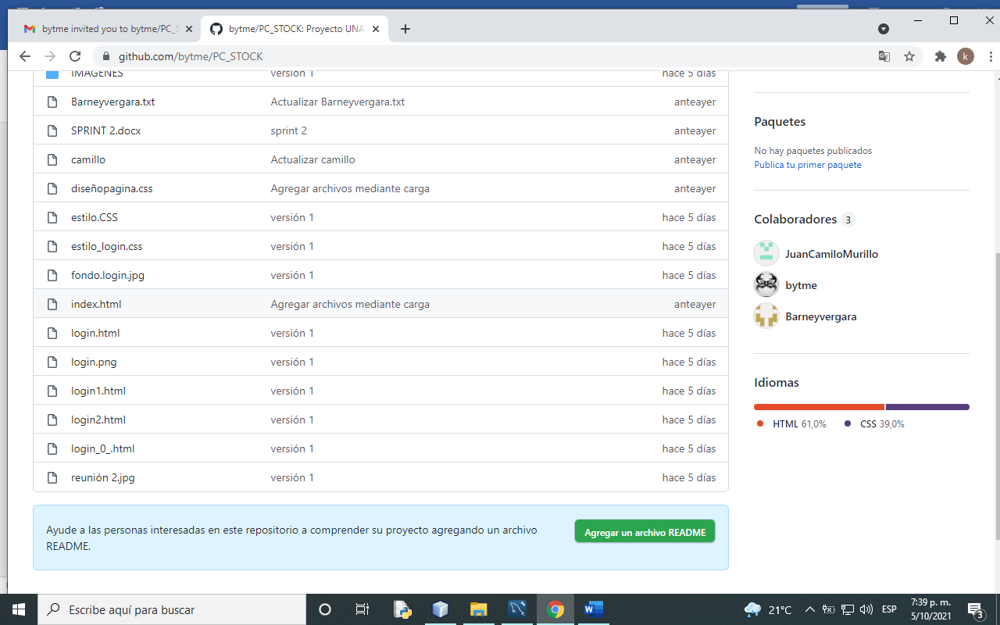 bytme invited you to bytme/PC_S
bytme/PC_STOCK: Proyecto UNA
github.com/bytme/PC_STOCK
k
IMAGENES versión 1 hace 5 días
Barneyvergara.txt Actualizar Barneyvergara.txt anteayer
SPRINT 2.docx sprint 2 anteayer
camillo Actualizar camillo anteayer
diseñopagina.css Agregar archivos mediante carga anteayer
estilo.CSS versión 1 hace 5 días
estilo_login.css versión 1 hace 5 días
fondo.login.jpg versión 1 hace 5 días
index.html Agregar archivos mediante carga anteayer
login.html versión 1 hace 5 días
login.png versión 1 hace 5 días
login1.html versión 1 hace 5 días
login2.html versión 1 hace 5 días
login_0_.html versión 1 hace 5 días
reunión 2.jpg versión 1 hace 5 días
Ayude a las personas interesadas en este repositorio a comprender su proyecto agregando un archivo
README.
Agregar un archivo README
Paquetes
No hay paquetes publicados
Publica tu primer paquete
Colaboradores 3
JuanCamiloMurillo
bytme
Barneyvergara
Idiomas
HTML 61,0% CSS 39,0%
Escribe aquí para buscar
21°C
ESP
7:39 p. m.
5/10/2021
3